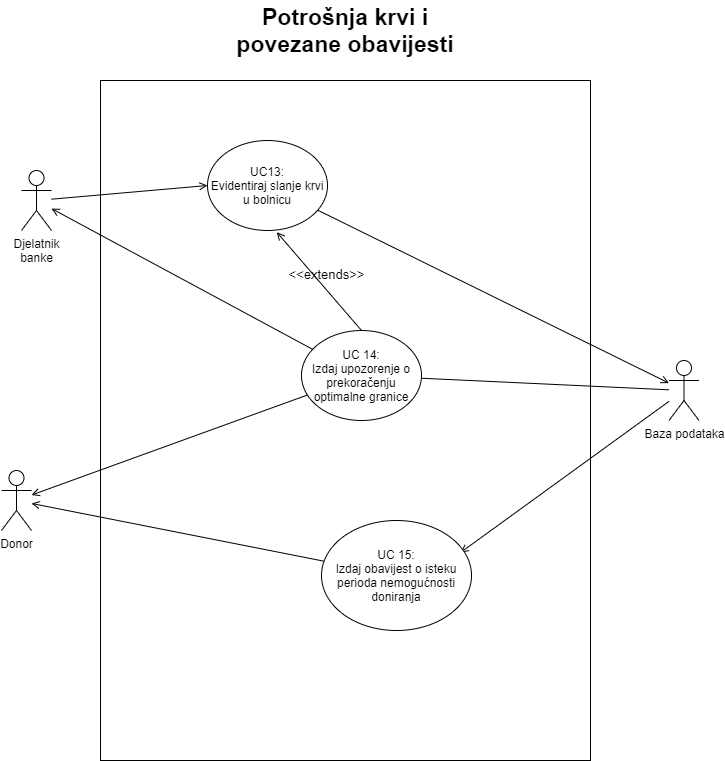 Potrošnja krvi i
povezane obavijesti
UC13:
Evidentiraj slanje krvi
u bolnicu
Djelatnik
banke
<<extends>>
UC 14:
Izdaj upozorenje o
prekoračenju
optimalne granice
Baza podataka
Donor
UC 15:
Izdaj obavijest o isteku
perioda nemogućnosti
doniranja